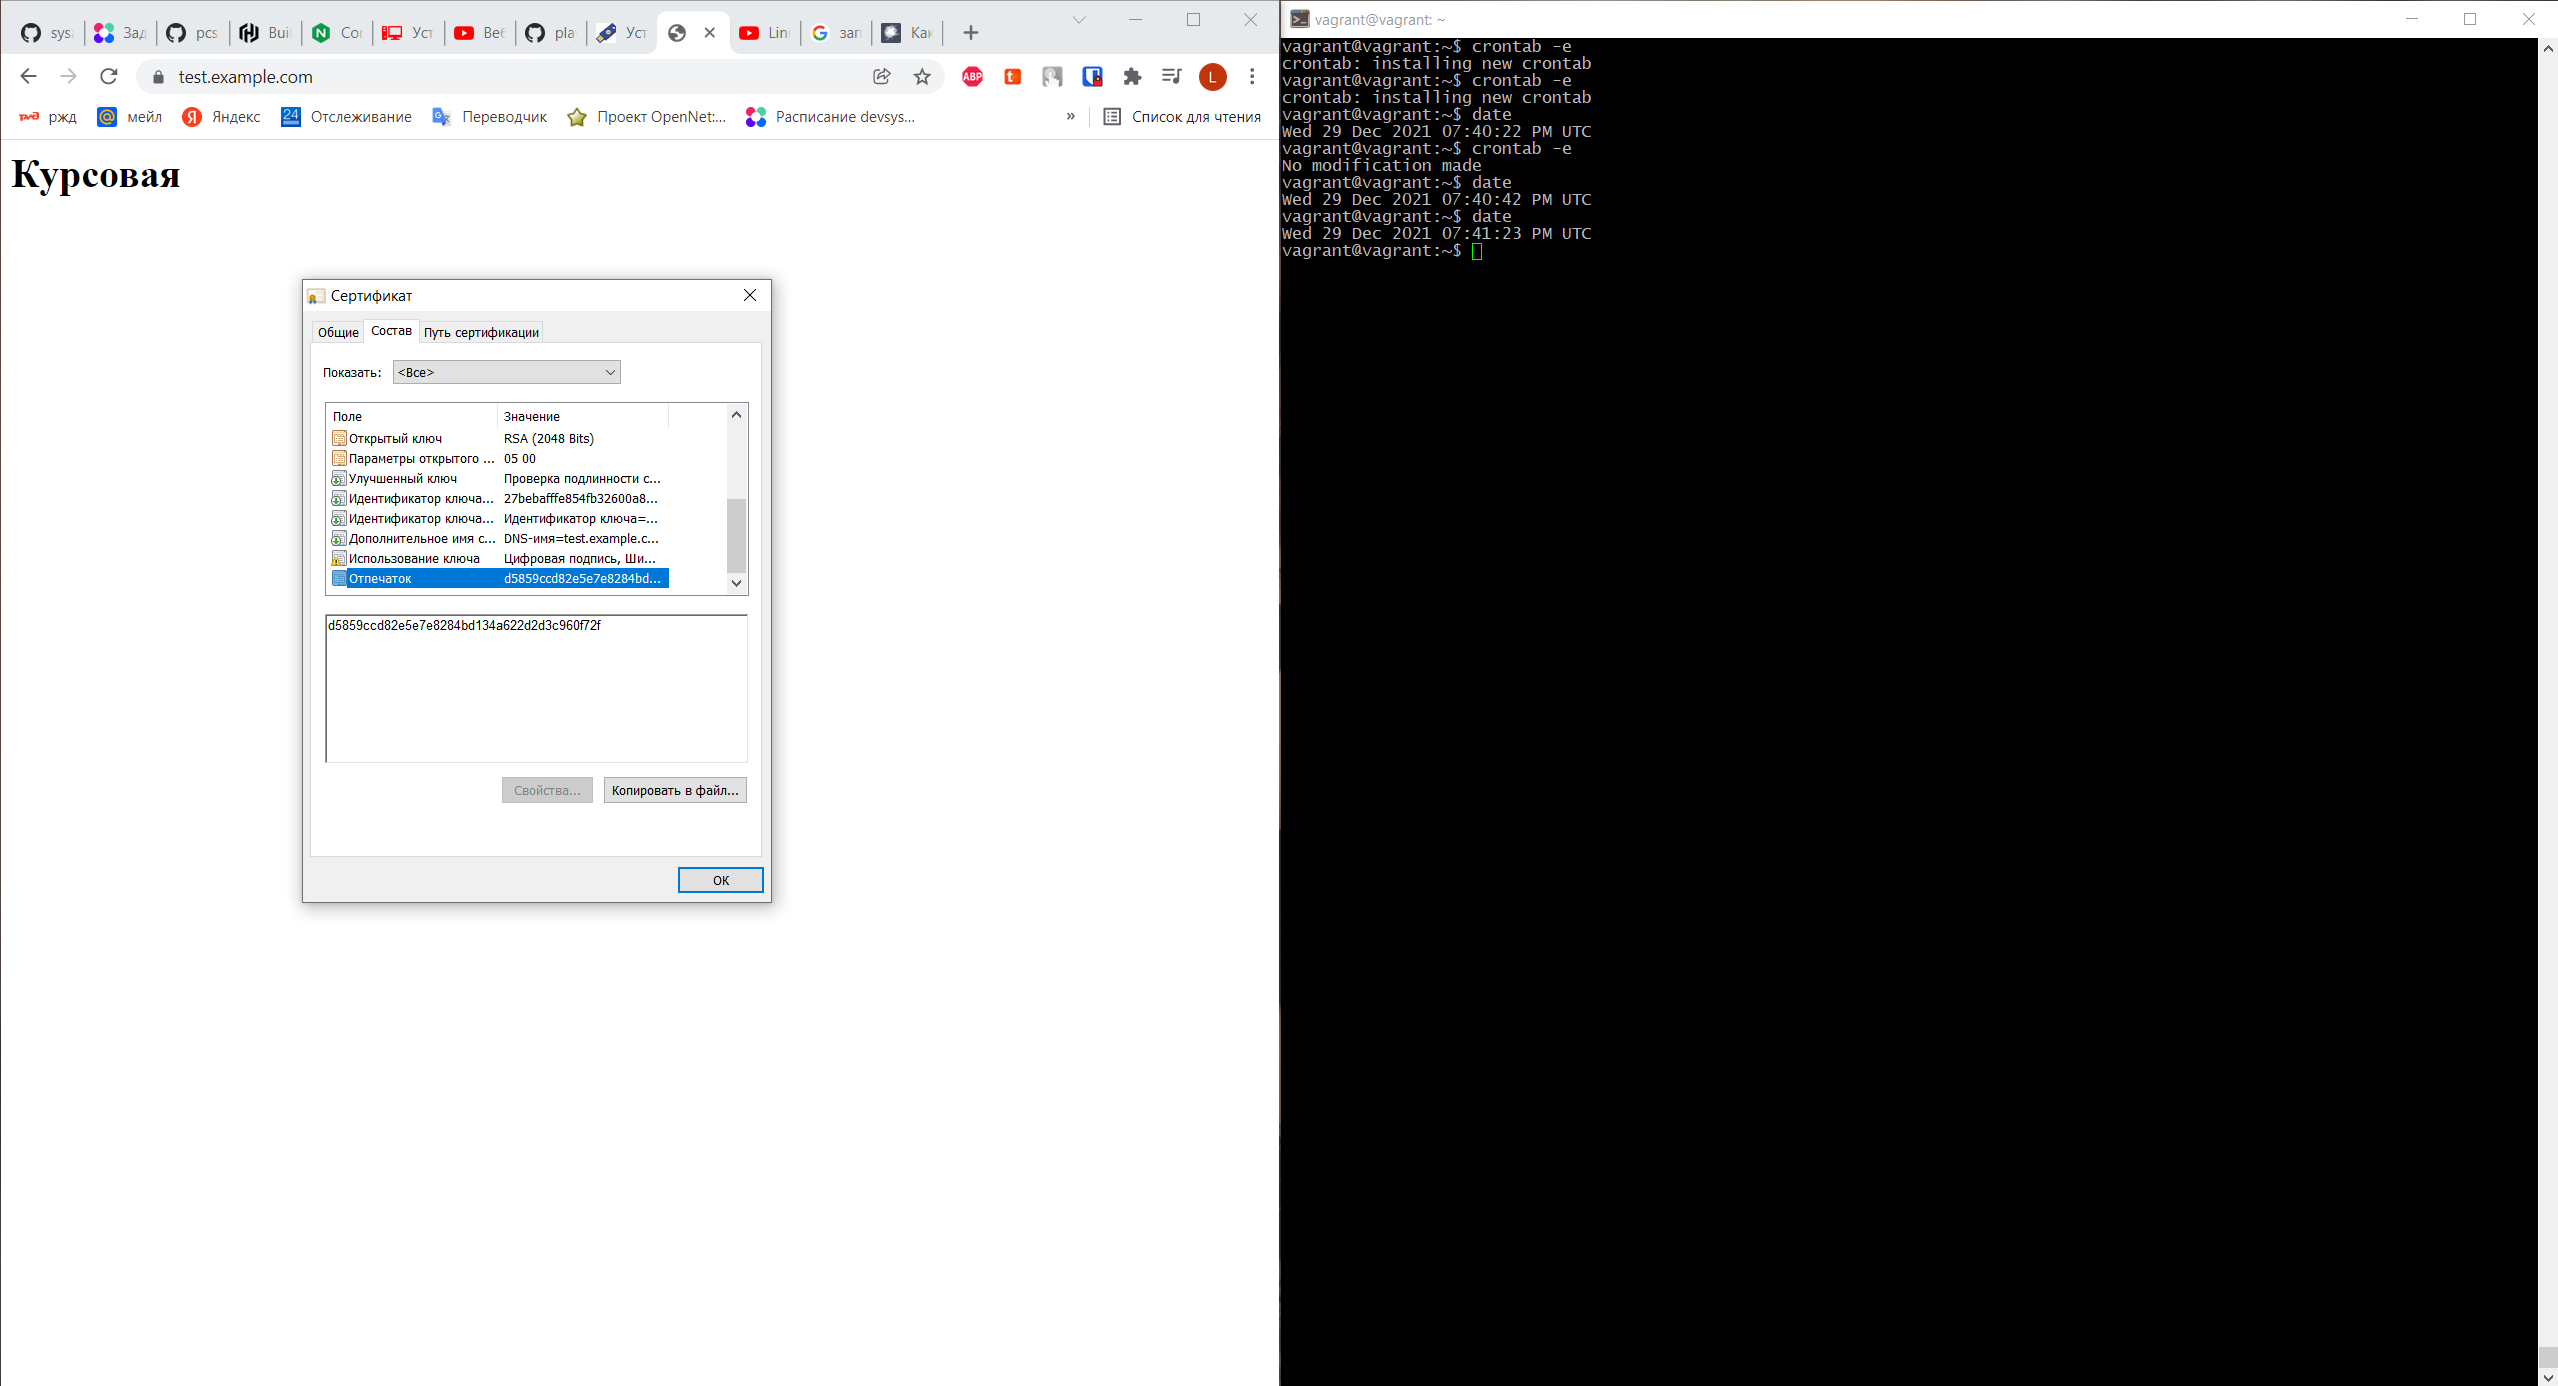 sys
Зад
pcs
Buil
Co
Уст
Веб
pla
Уст
Lin
зап
Как
test.example.com
ABP
t
L
ржд
мейл
Яндекс
24
Отслеживание
Переводчик
Проект OpenNet:...
Расписание devsys...
»
Список для чтения
Курсовая
Сертификат
Общие
Состав
Путь сертификации
Показать:
<Все>
Поле Значение
Открытый ключ RSA (2048 Bits)
Параметры открытого ... 05 00
Улучшенный ключ Проверка подлинности с...
Идентификатор ключа... 27bebafffe854fb32600a8...
Идентификатор ключа... Идентификатор ключа=...
Дополнительное имя с... DNS-имя=test.example.c...
Использование ключа Цифровая подпись, Ши...
Отпечаток d5859ccd82e5e7e8284bd...
d5859ccd82e5e7e8284bd134a622d2d3c960f72f
Свойства...
Копировать в файл...
ОК
vagrant@vagrant: ~
vagrant@vagrant:~$ crontab -e
crontab: installing new crontab
vagrant@vagrant:~$ crontab -e
crontab: installing new crontab
vagrant@vagrant:~$ date
Wed 29 Dec 2021 07:40:22 PM UTC
vagrant@vagrant:~$ crontab -e
No modification made
vagrant@vagrant:~$ date
Wed 29 Dec 2021 07:40:42 PM UTC
vagrant@vagrant:~$ date
Wed 29 Dec 2021 07:41:23 PM UTC
vagrant@vagrant:~$